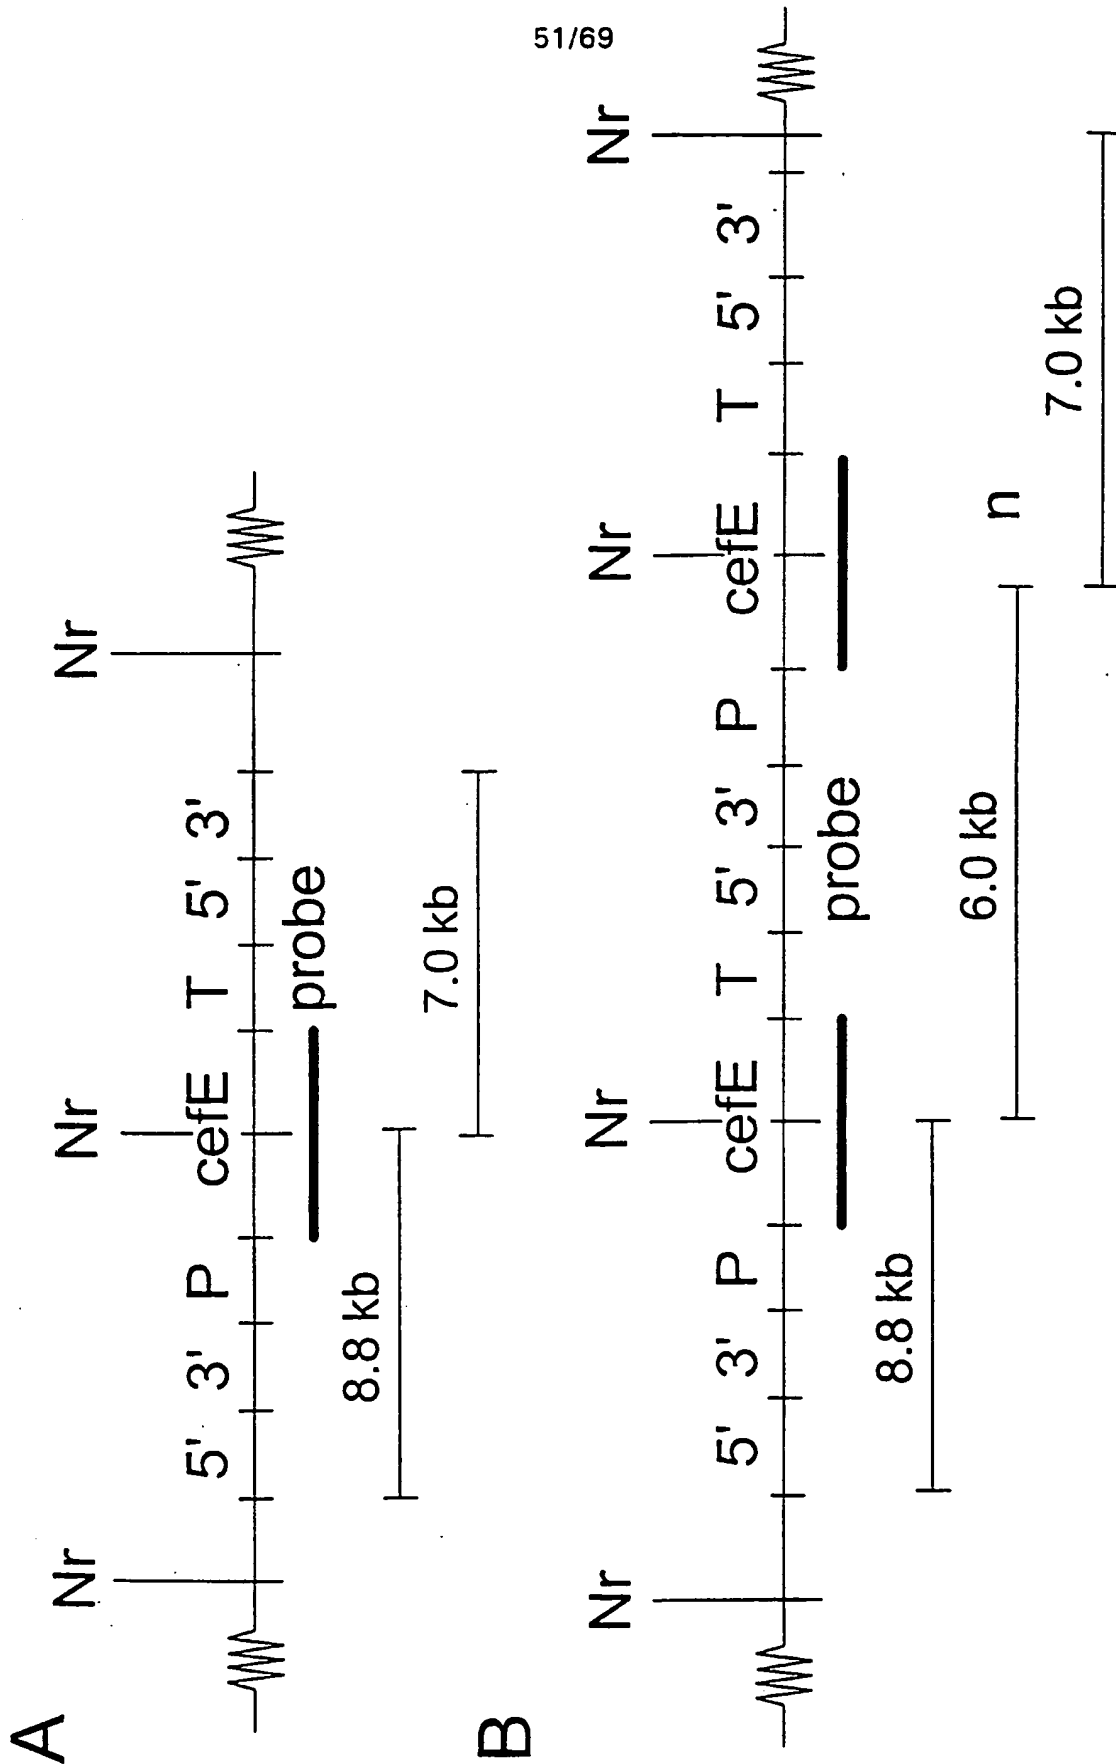 51/69
A
Nr Nr Nr
5' 3' P cefE T 5' 3'
probe
8.8 kb
7.0 kb
B
Nr Nr Nr Nr
5' 3' P cefE T 5' 3' P cefE T 5' 3'
probe
8.8 kb
6.0 kb
n
7.0 kb